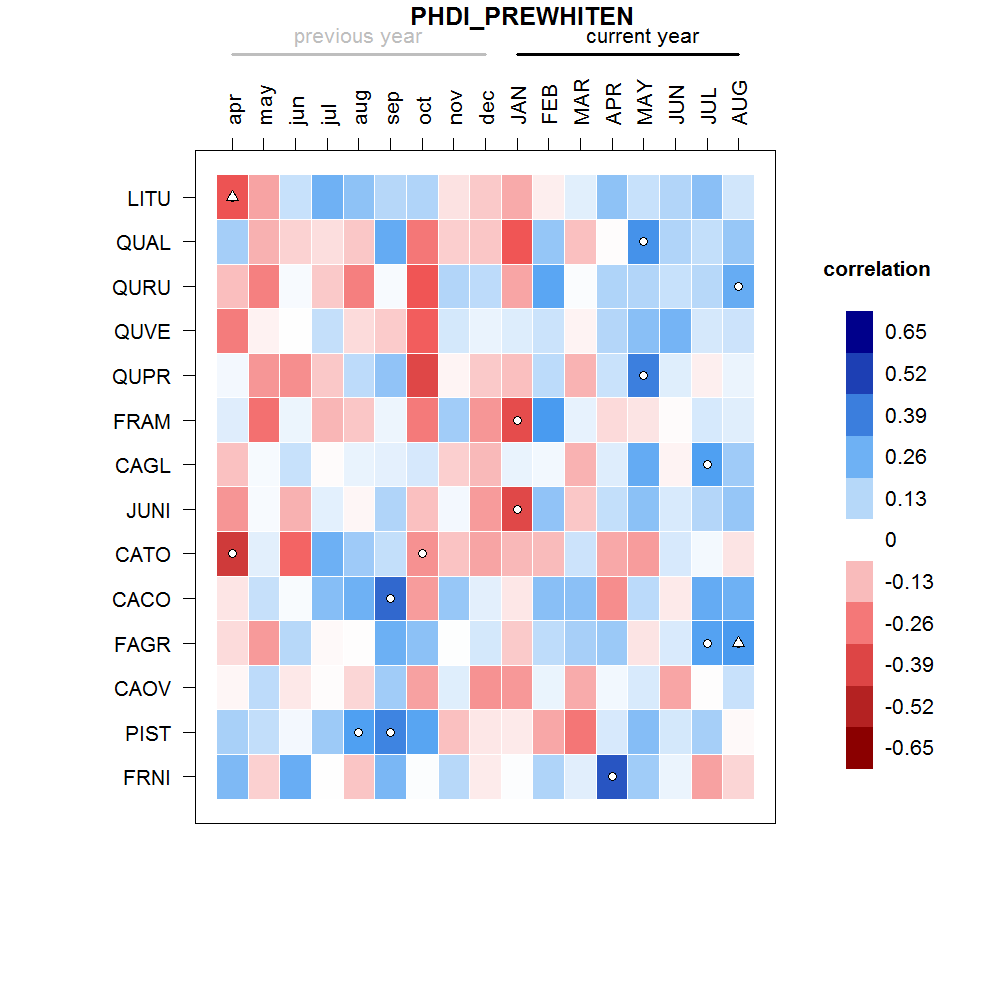 PHDI_PREWHITEN
previous year current year
apr may jun jul aug sep oct nov dec JAN FEB MAR APR MAY JUN JUL AUG
LITU
QUAL
QURU
QUVE
QUPR
FRAM
CAGL
JUNI
CATO
CACO
FAGR
CAOV
PIST
FRNI
correlation
0.65
0.52
0.39
0.26
0.13
0
-0.13
-0.26
-0.39
-0.52
-0.65